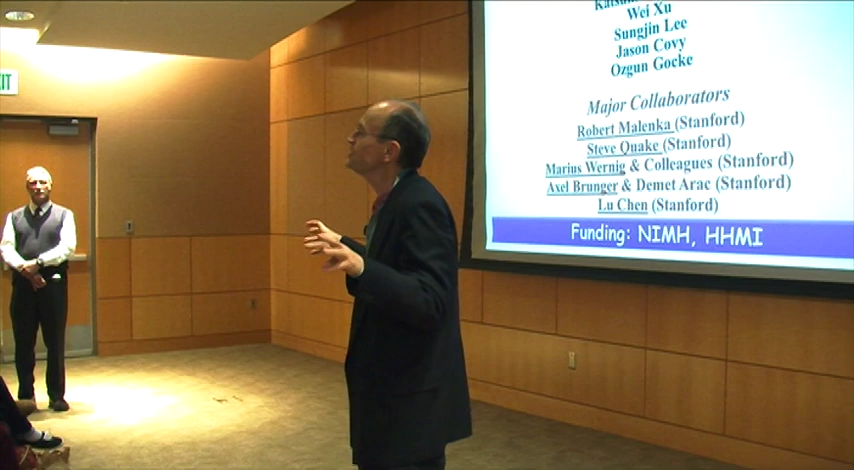 Wei Xu
Sungjin Lee
Jason Covy
Ozgun Gocke
Major Collaborators
Robert Malenka (Stanford)
Steve Quake (Stanford)
Marius Wernig & Colleagues (Stanford)
Axel Brunger & Demet Arac (Stanford)
Lu Chen (Stanford)
Funding: NIMH, HHMI